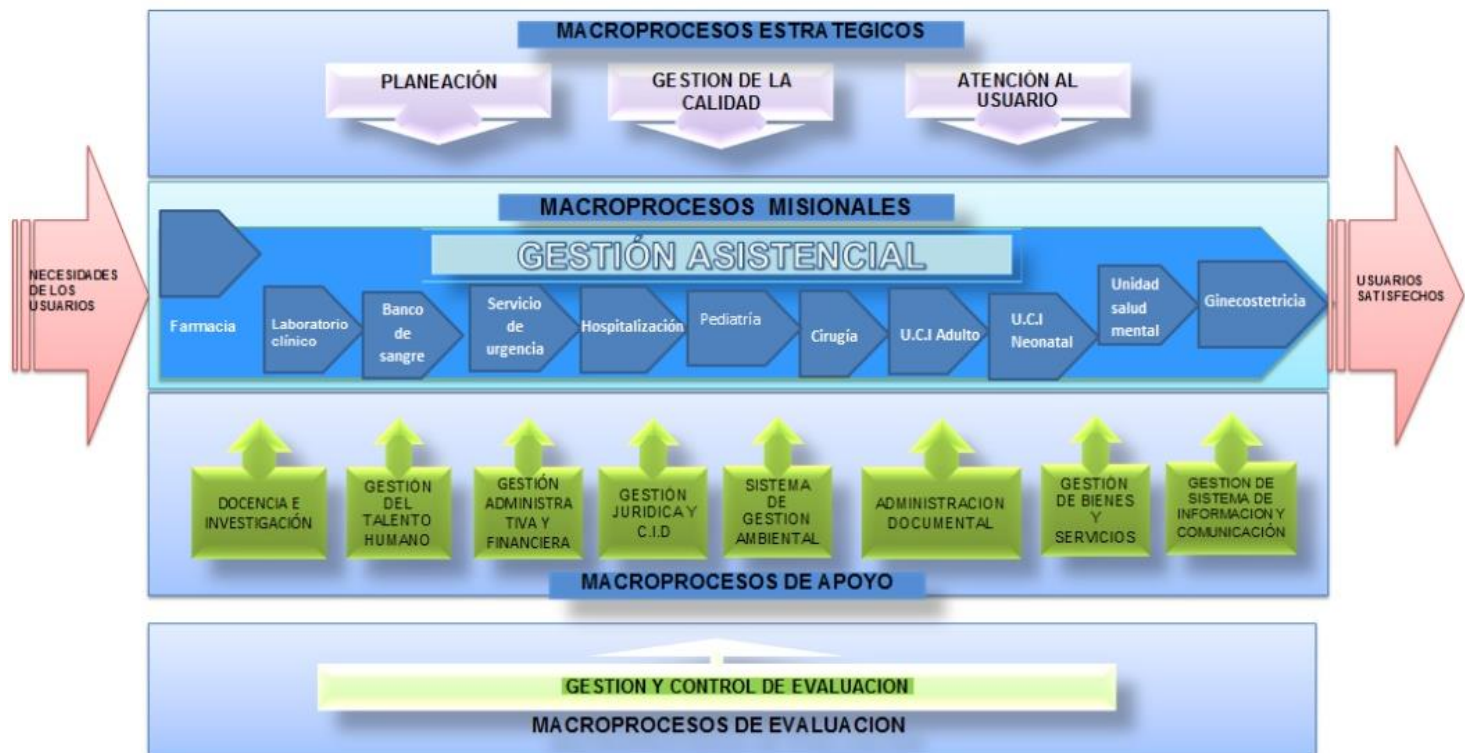 MACROPROCESOS ESTRATEGICOS
PLANEACIÓN
GESTION DE LA
CALIDAD
ATENCIÓN AL
USUARIO
NECESIDADES
DE LOS
USUARIOS
MACROPROCESOS MISIONALES
GESTIÓN ASISTENCIAL
Farmacia
Laboratorio
clínico
Banco
de
sangre
Servicio
de
urgencia
Hospitalización
Pediatría
Cirugía
U.C.I Adulto
U.C.I
Neonatal
Unidad
salud
mental
Ginecostetricia
USUARIOS
SATISFECHOS
DOCENCIA E
INVESTIGACIÓN
GESTIÓN
DEL
TALENTO
HUMANO
GESTIÓN
ADMINISTRA
TIVA Y
FINANCIERA
GESTIÓN
JURIDICA Y
C.I.D
SISTEMA
DE
GESTION
AMBIENTAL
ADMINISTRACION
DOCUMENTAL
GESTIÓN
DE BIENES
Y
SERVICIOS
GESTIÓN DE
SISTEMA DE
INFORMACION Y
COMUNICACIÓN
MACROPROCESOS DE APOYO
GESTION Y CONTROL DE EVALUACION
MACROPROCESOS DE EVALUACION